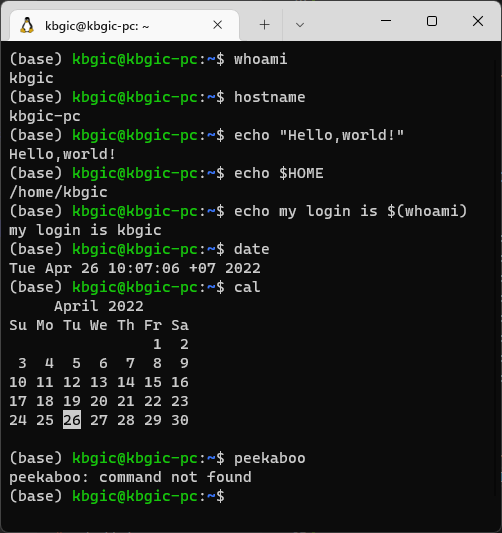 kbgic@kbgic-pc: ~
(base) kbgic@kbgic-pc:~$ whoami
kbgic
(base) kbgic@kbgic-pc:~$ hostname
kbgic-pc
(base) kbgic@kbgic-pc:~$ echo "Hello,world!"
Hello,world!
(base) kbgic@kbgic-pc:~$ echo $HOME
/home/kbgic
(base) kbgic@kbgic-pc:~$ echo my login is $(whoami)
my login is kbgic
(base) kbgic@kbgic-pc:~$ date
Tue Apr 26 10:07:06 +07 2022
(base) kbgic@kbgic-pc:~$ cal
     April 2022
Su Mo Tu We Th Fr Sa
                1  2
 3  4  5  6  7  8  9
10 11 12 13 14 15 16
17 18 19 20 21 22 23
24 25 26 27 28 29 30

(base) kbgic@kbgic-pc:~$ peekaboo
peekaboo: command not found
(base) kbgic@kbgic-pc:~$